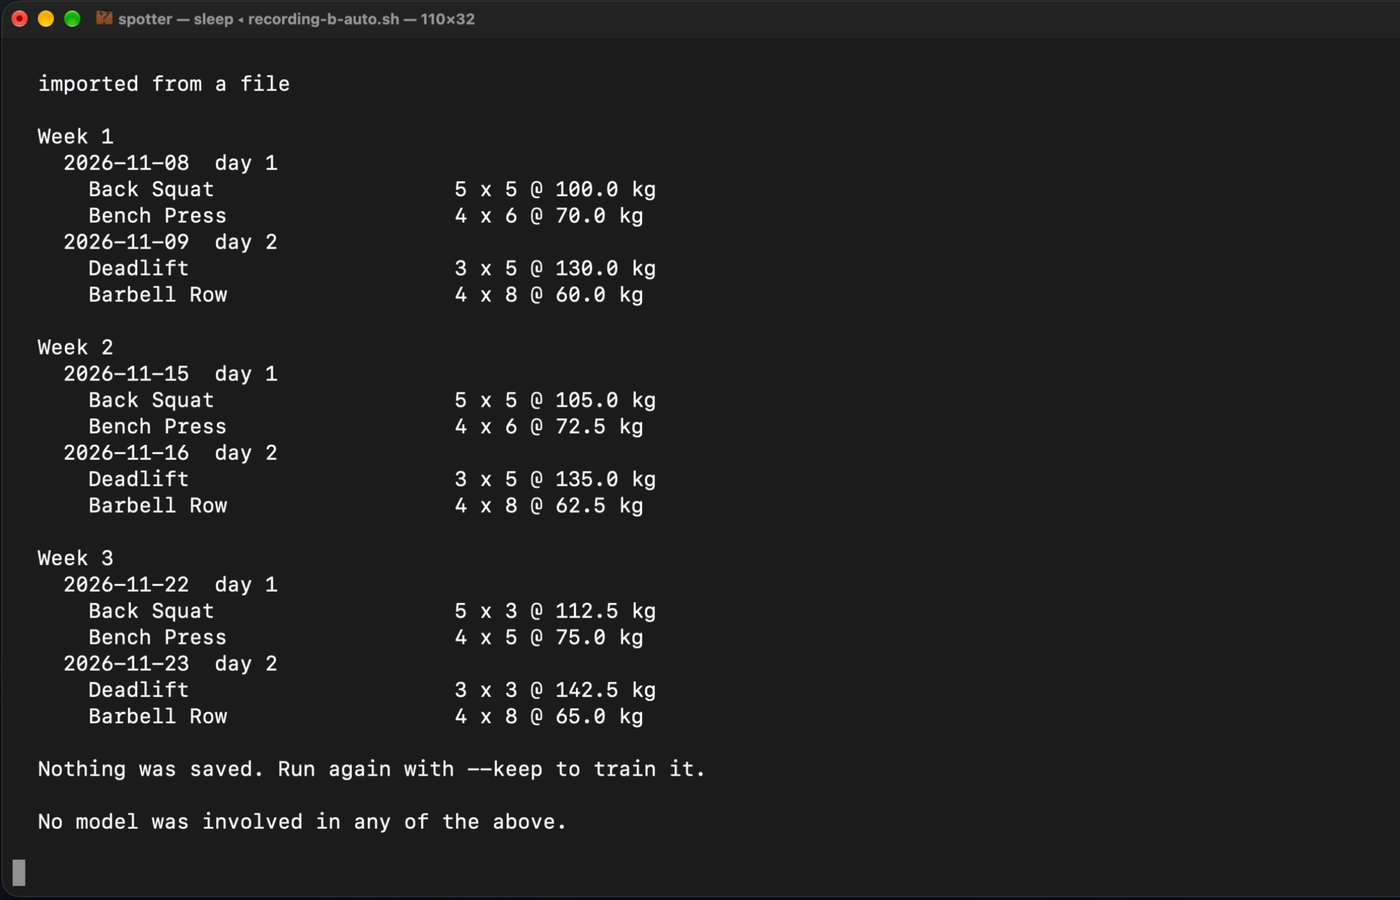 spotter — sleep ◂ recording-b-auto.sh — 110×32
imported from a file
Week 1
2026-11-08  day 1
Back Squat 5 x 5 @ 100.0 kg
Bench Press 4 x 6 @ 70.0 kg
2026-11-09  day 2
Deadlift 3 x 5 @ 130.0 kg
Barbell Row 4 x 8 @ 60.0 kg
Week 2
2026-11-15  day 1
Back Squat 5 x 5 @ 105.0 kg
Bench Press 4 x 6 @ 72.5 kg
2026-11-16  day 2
Deadlift 3 x 5 @ 135.0 kg
Barbell Row 4 x 8 @ 62.5 kg
Week 3
2026-11-22  day 1
Back Squat 5 x 3 @ 112.5 kg
Bench Press 4 x 5 @ 75.0 kg
2026-11-23  day 2
Deadlift 3 x 3 @ 142.5 kg
Barbell Row 4 x 8 @ 65.0 kg
Nothing was saved. Run again with --keep to train it.
No model was involved in any of the above.